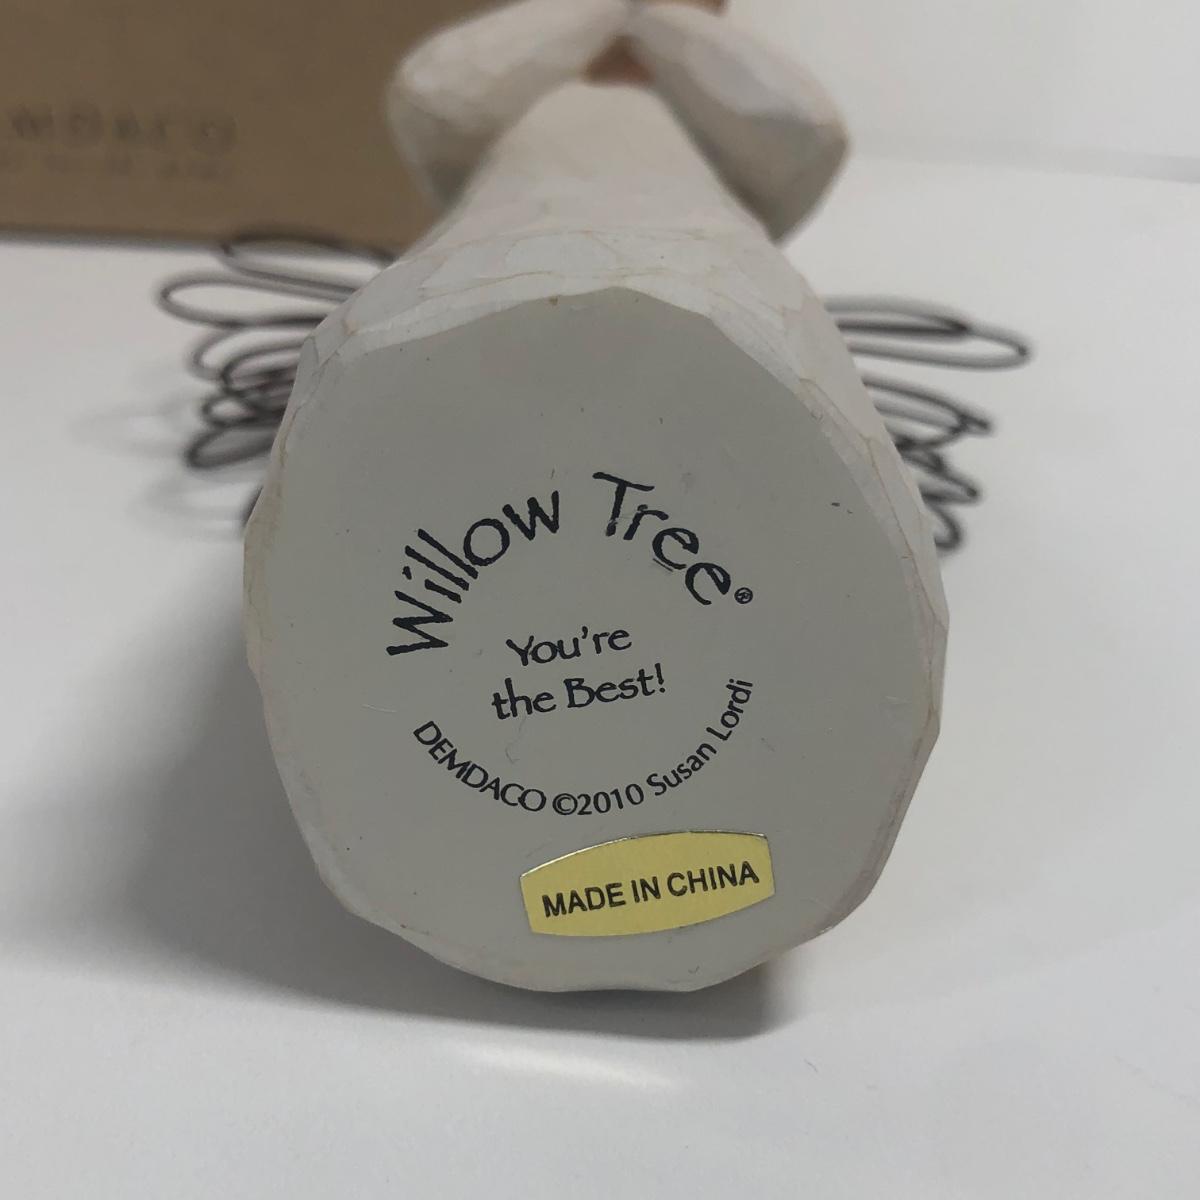 Willow Tree®
You're
the Best!
DEMDACO ©2010 Susan Lordi
MADE IN CHINA